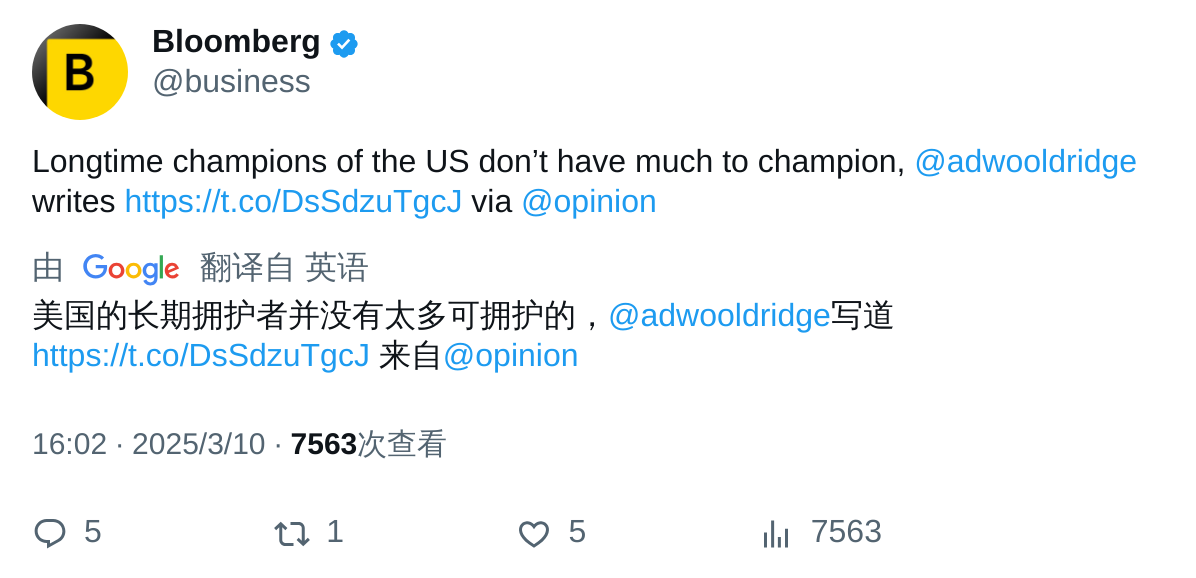 B
Bloomberg
@business
Longtime champions of the US don’t have much to champion, @adwooldridge
writes https://t.co/DsSdzuTgcJ via @opinion
由 Google 翻译自 英语
美国的长期拥护者并没有太多可拥护的，@adwooldridge写道
https://t.co/DsSdzuTgcJ 来自@opinion
16:02 · 2025/3/10 · 7563次查看
5 1 5 7563